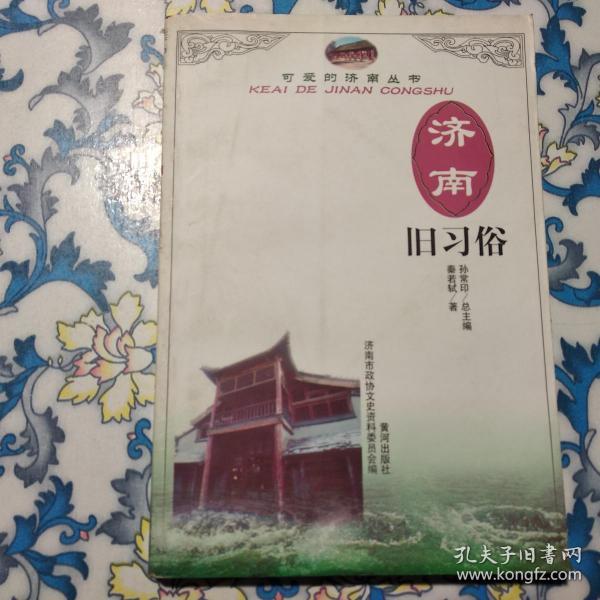 可爱的济南丛书
KEAI DE JINAN CONGSHU
济南
旧习俗
孙常印/总主编
秦若轼/著
济南市政协文史资料委员会编
黄河出版社
孔夫子旧书网
www.kongfz.com